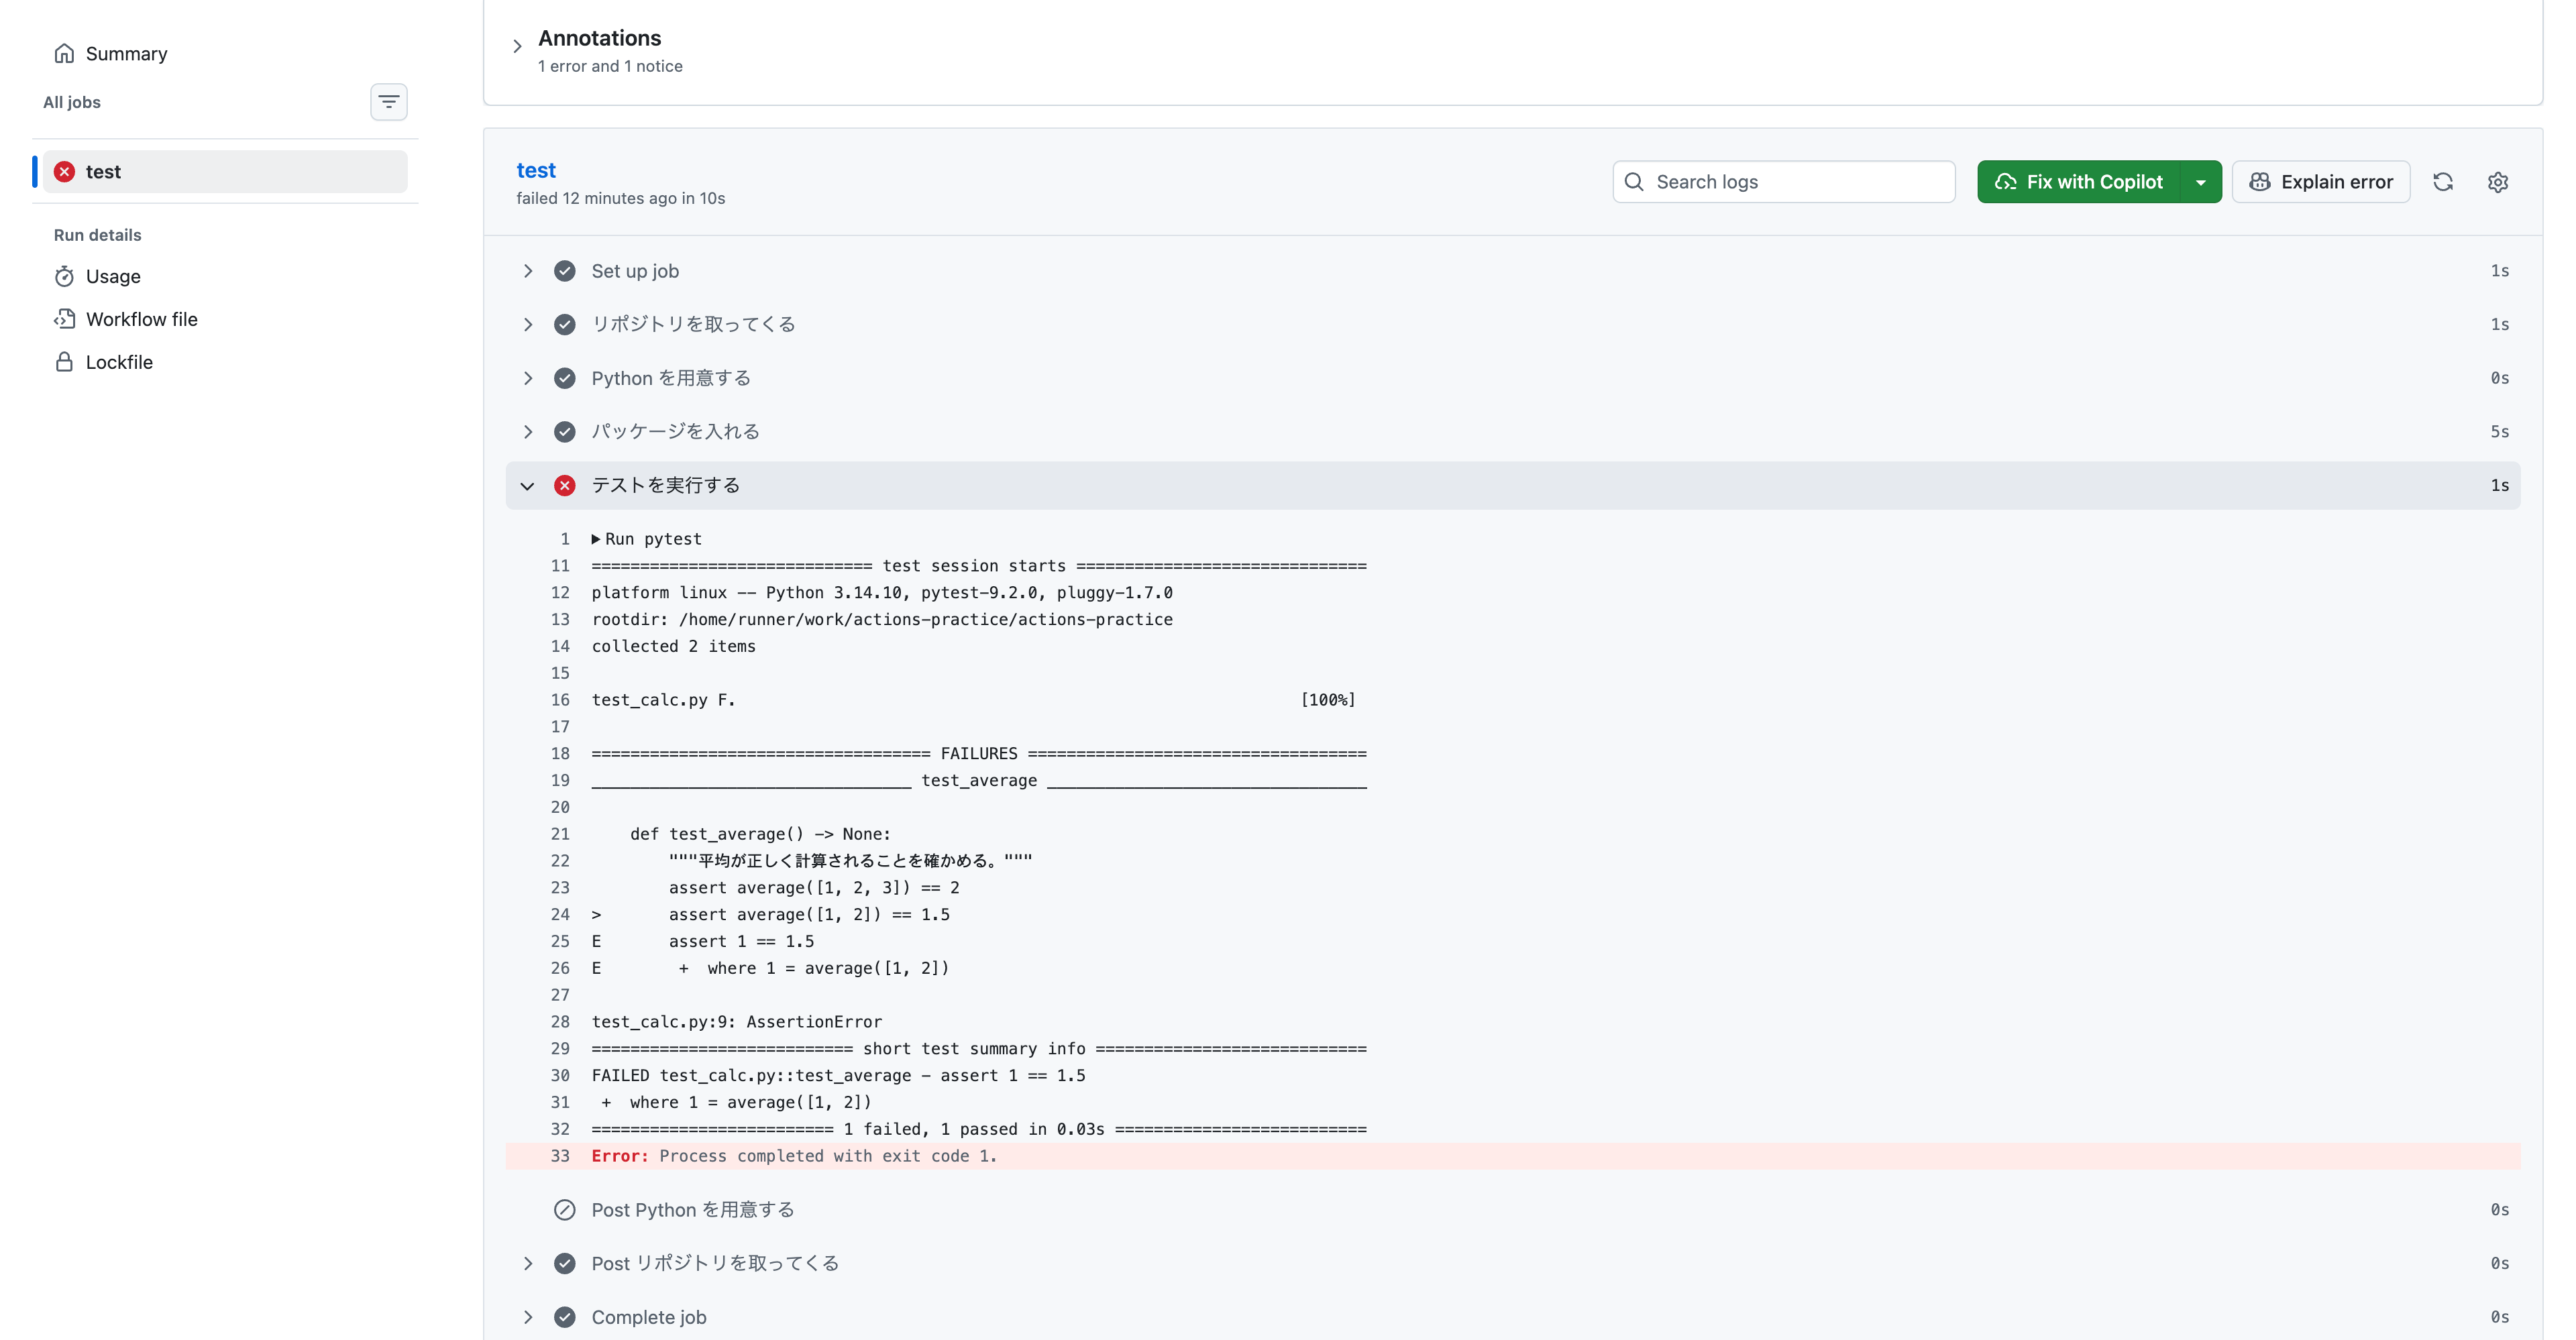 Summary
All jobs
test
Run details
Usage
Workflow file
Lockfile
Annotations
1 error and 1 notice
test
failed 12 minutes ago in 10s
Search logs
Fix with Copilot
Explain error
Set up job 1s
リポジトリを取ってくる 1s
Python を用意する 0s
パッケージを入れる 5s
テストを実行する 1s
1 Run pytest
11 ============================= test session starts ==============================
12 platform linux -- Python 3.14.10, pytest-9.2.0, pluggy-1.7.0
13 rootdir: /home/runner/work/actions-practice/actions-practice
14 collected 2 items
15
16 test_calc.py F. [100%]
17
18 =================================== FAILURES ===================================
19 _________________________________ test_average _________________________________
20
21 def test_average() -> None:
22 """平均が正しく計算されることを確かめる。"""
23 assert average([1, 2, 3]) == 2
24 > assert average([1, 2]) == 1.5
25 E assert 1 == 1.5
26 E + where 1 = average([1, 2])
27
28 test_calc.py:9: AssertionError
29 =========================== short test summary info ============================
30 FAILED test_calc.py::test_average - assert 1 == 1.5
31 + where 1 = average([1, 2])
32 ========================= 1 failed, 1 passed in 0.03s ==========================
33 Error: Process completed with exit code 1.
Post Python を用意する 0s
Post リポジトリを取ってくる 0s
Complete job 0s